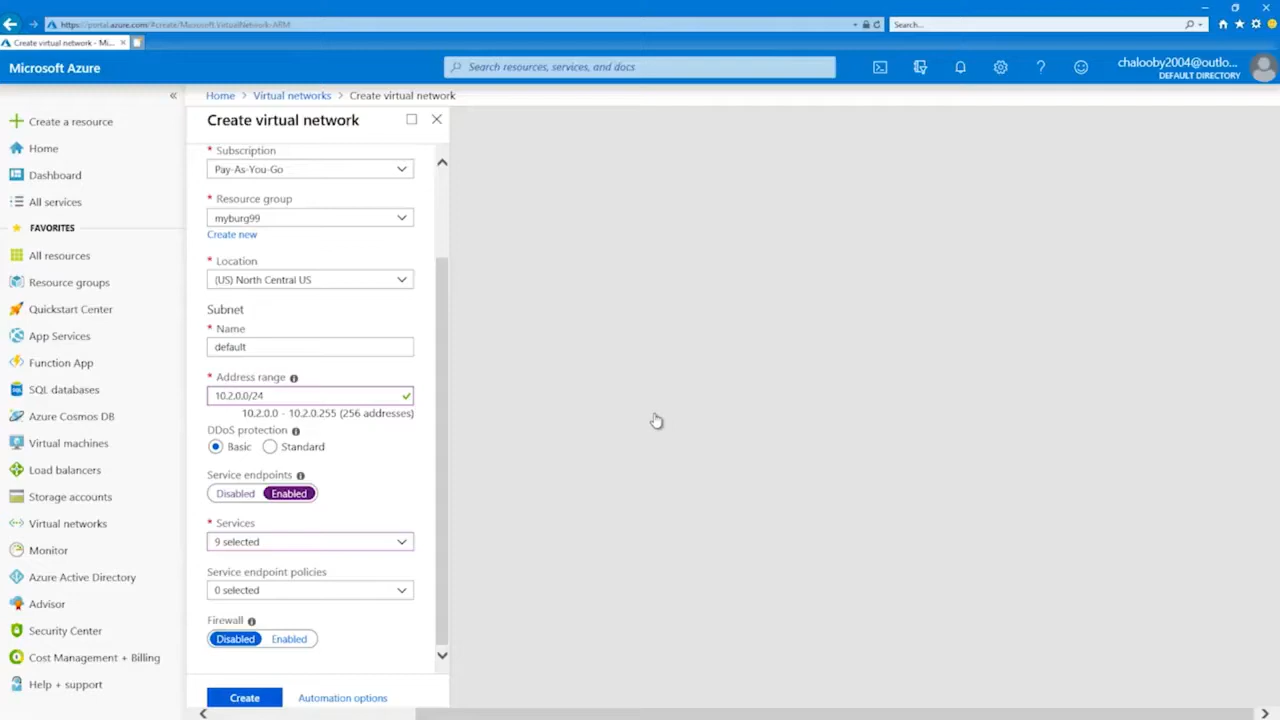 https://portal.azure.com/#create/Microsoft.VirtualNetwork-ARM
Search...
Create virtual network - Mi...
Microsoft Azure
Search resources, services, and docs
chalooby2004@outlo...
DEFAULT DIRECTORY
Home > Virtual networks > Create virtual network
Create a resource
Home
Dashboard
All services
FAVORITES
All resources
Resource groups
Quickstart Center
App Services
Function App
SQL databases
Azure Cosmos DB
Virtual machines
Load balancers
Storage accounts
Virtual networks
Monitor
Azure Active Directory
Advisor
Security Center
Cost Management + Billing
Help + support
Create virtual network
* Subscription
Pay-As-You-Go
* Resource group
myburg99
Create new
* Location
(US) North Central US
Subnet
* Name
default
* Address range
10.2.0.0/24
10.2.0.0 - 10.2.0.255 (256 addresses)
DDoS protection
Basic Standard
Service endpoints
Disabled Enabled
* Services
9 selected
Service endpoint policies
0 selected
Firewall
Disabled Enabled
Create Automation options